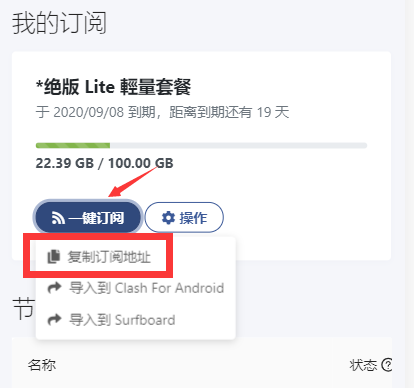 我的订阅
*绝版 Lite 輕量套餐
于 2020/09/08 到期，距离到期还有 19 天
22.39 GB / 100.00 GB
一键订阅 操作
复制订阅地址
导入到 Clash For Android
节
导入到 Surfboard
名称 状态